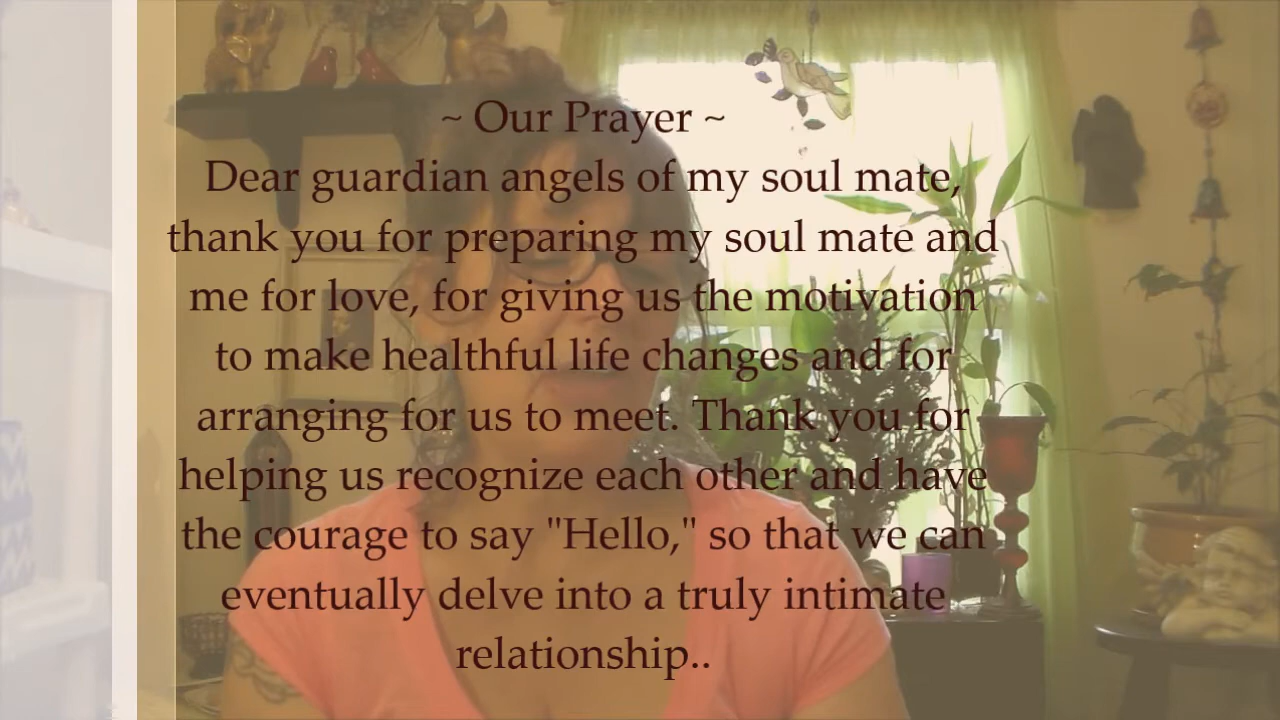 ~ Our Prayer ~
Dear guardian angels of my soul mate,
thank you for preparing my soul mate and
me for love, for giving us the motivation
to make healthful life changes and for
arranging for us to meet. Thank you for
helping us recognize each other and have
the courage to say "Hello," so that we can
eventually delve into a truly intimate
relationship..